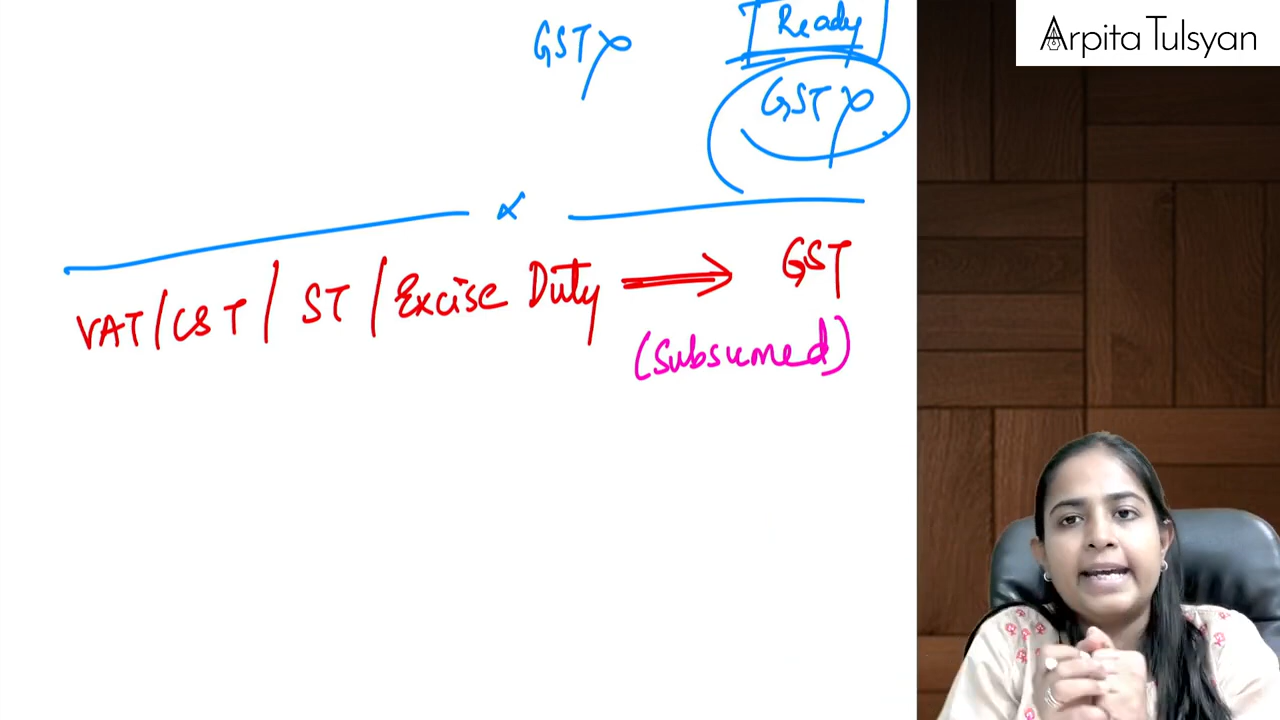 Ready
Arpita Tulsyan
GST
GST
VAT/CST/ ST/Excise Duty ⟹ GST
(Subsumed)